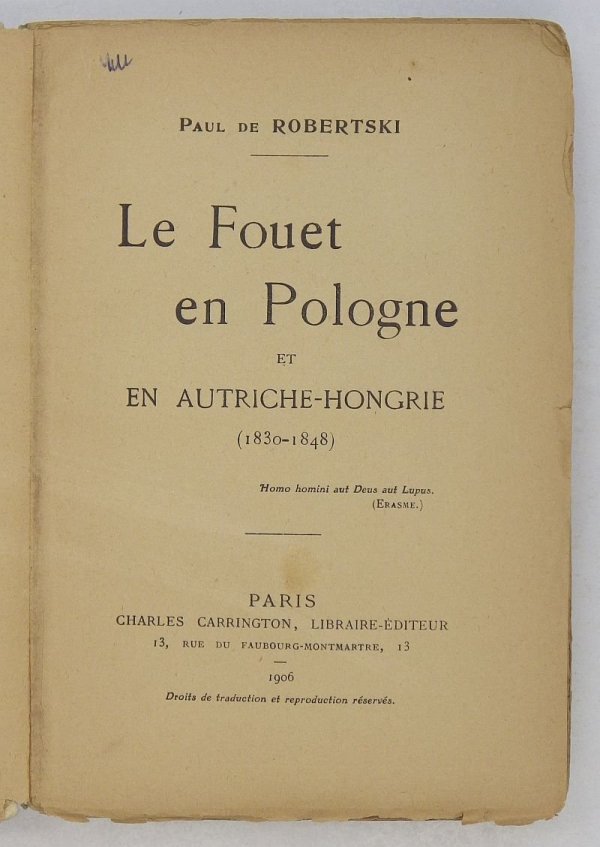 Paul de ROBERTSKI
Le Fouet
en Pologne
ET
EN AUTRICHE-HONGRIE
(1830-1848)
Homo homini aut Deus aut Lupus.
(Erasme.)
PARIS
CHARLES CARRINGTON, LIBRAIRE-ÉDITEUR
13, RUE DU FAUBOURG-MONTMARTRE, 13
1906
Droits de traduction et reproduction réservés.